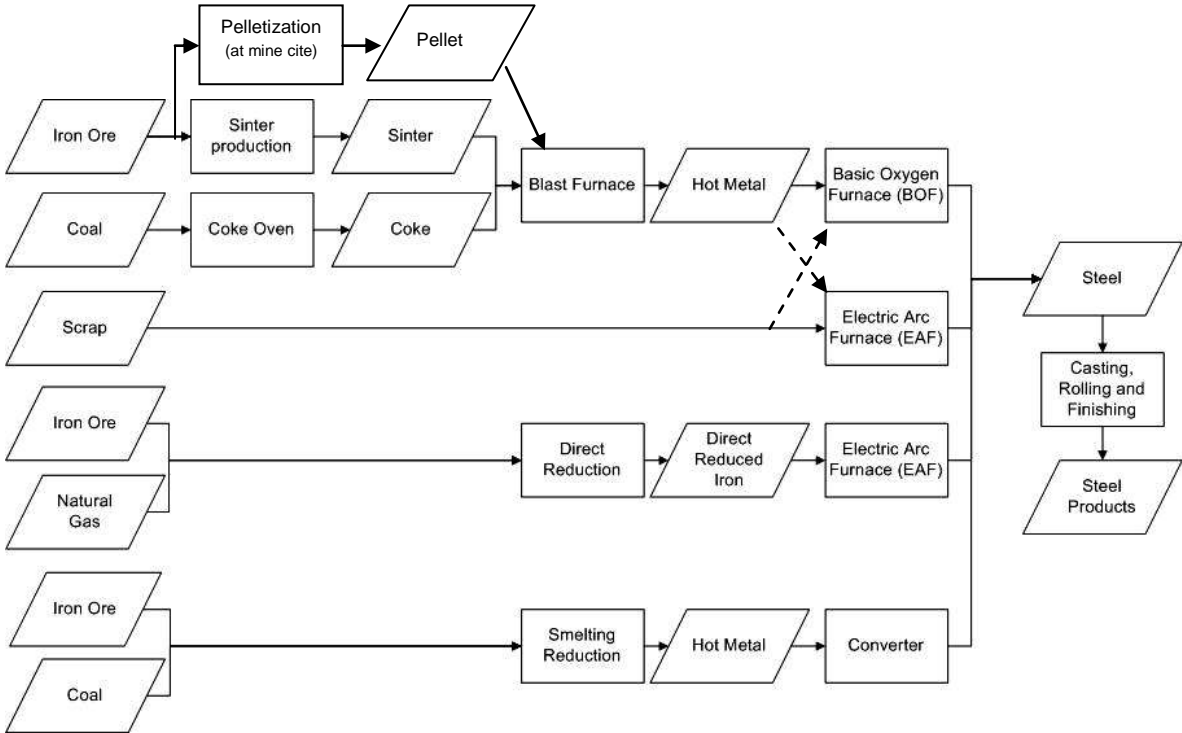 Pelletization
(at mine cite)
Pellet
Iron Ore
Sinter
production
Sinter
Blast Furnace
Hot Metal
Basic Oxygen
Furnace (BOF)
Coal
Coke Oven
Coke
Steel
Scrap
Electric Arc
Furnace (EAF)
Casting,
Rolling and
Finishing
Iron Ore
Natural
Gas
Direct
Reduction
Direct
Reduced
Iron
Electric Arc
Furnace (EAF)
Steel
Products
Iron Ore
Coal
Smelting
Reduction
Hot Metal
Converter